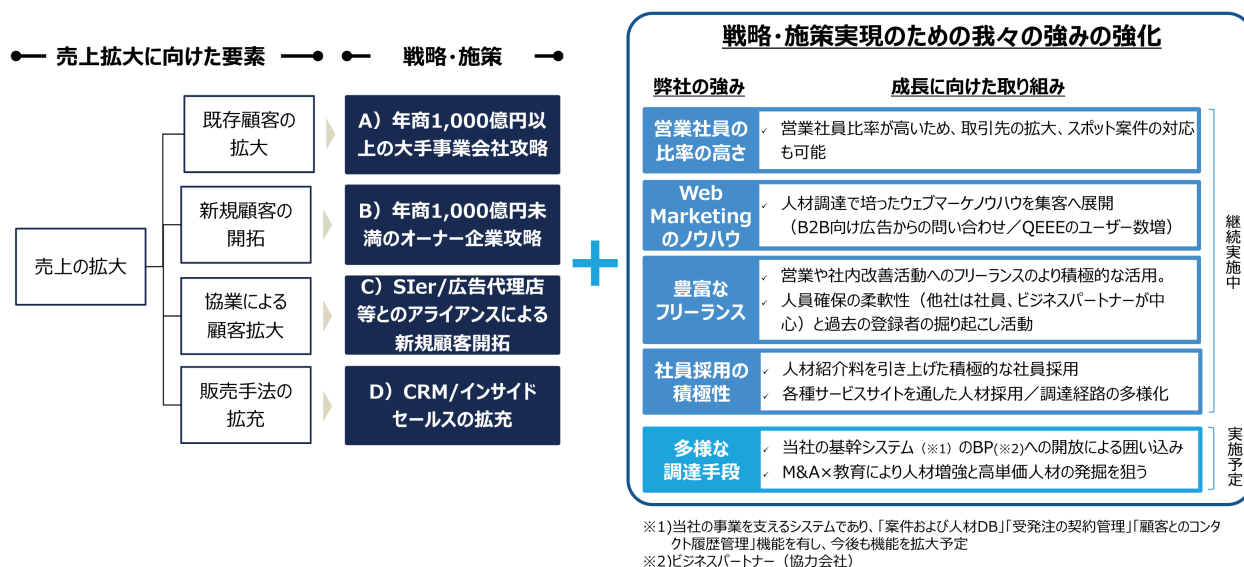 売上拡大に向けた要素
戦略・施策
売上の拡大
既存顧客の
拡大
A）年商1,000億円以
上の大手事業会社攻略
新規顧客の
開拓
B）年商1,000億円未
満のオーナー企業攻略
協業による
顧客拡大
C）SIer/広告代理店
等とのアライアンスによる
新規顧客開拓
販売手法の
拡充
D）CRM/インサイド
セールスの拡充
戦略・施策実現のための我々の強みの強化
弊社の強み
成長に向けた取り組み
営業社員の
比率の高さ
✓ 営業社員比率が高いため、取引先の拡大、スポット案件の対応
も可能
Web
Marketing
のノウハウ
✓ 人材調達で培ったウェブマーケノウハウを集客へ展開
（B2B向け広告からの問い合わせ／QEEEのユーザー数増）
豊富な
フリーランス
✓ 営業や社内改善活動へのフリーランスのより積極的な活用。
✓ 人員確保の柔軟性（他社は社員、ビジネスパートナーが中
心）と過去の登録者の掘り起こし活動
社員採用の
積極性
✓ 人材紹介料を引き上げた積極的な社員採用
✓ 各種サービスサイトを通した人材採用／調達経路の多様化
継続実施中
多様な
調達手段
✓ 当社の基幹システム（※1）のBP(※2)への開放による囲い込み
✓ M&A×教育により人材増強と高単価人材の発掘を狙う
実施予定
※1)当社の事業を支えるシステムであり、「案件および人材DB」「受発注の契約管理」「顧客とのコンタ
クト履歴管理」機能を有し、今後も機能を拡大予定
※2)ビジネスパートナー（協力会社）